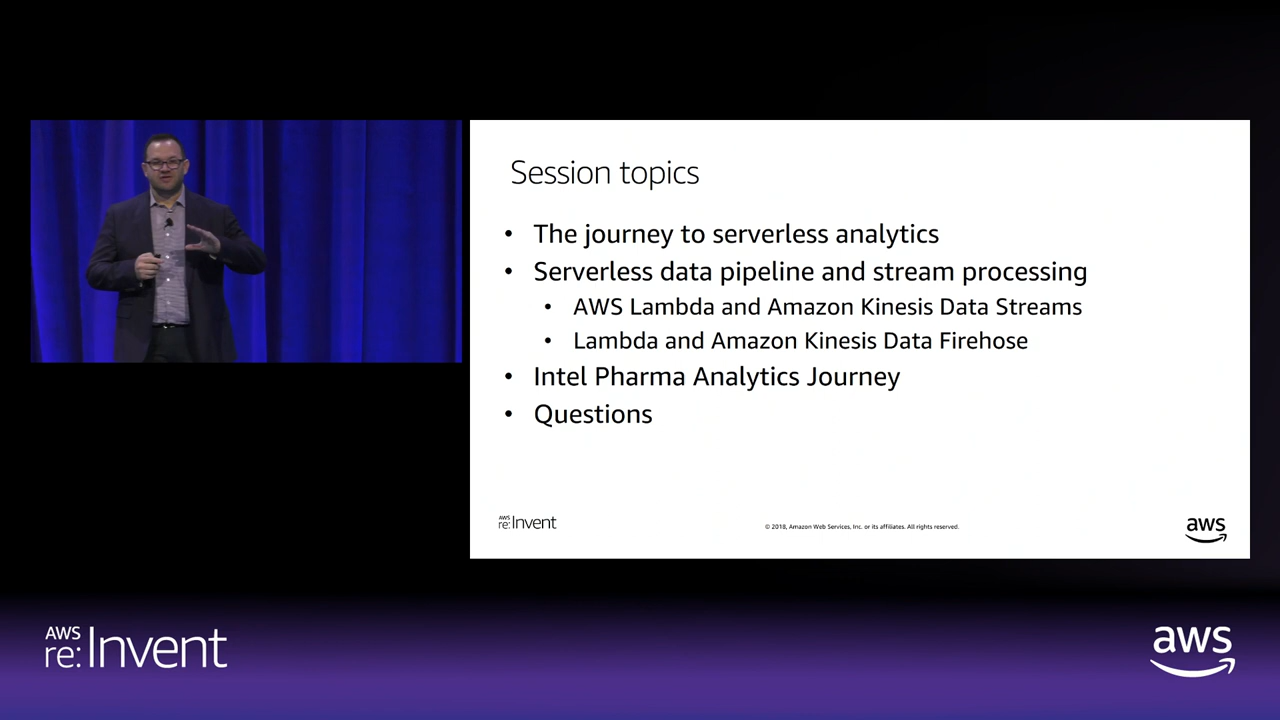 Session topics
• The journey to serverless analytics
• Serverless data pipeline and stream processing
• AWS Lambda and Amazon Kinesis Data Streams
• Lambda and Amazon Kinesis Data Firehose
• Intel Pharma Analytics Journey
• Questions
AWS
re:Invent
© 2018, Amazon Web Services, Inc. or its affiliates. All rights reserved.
aws
AWS
re:Invent
aws